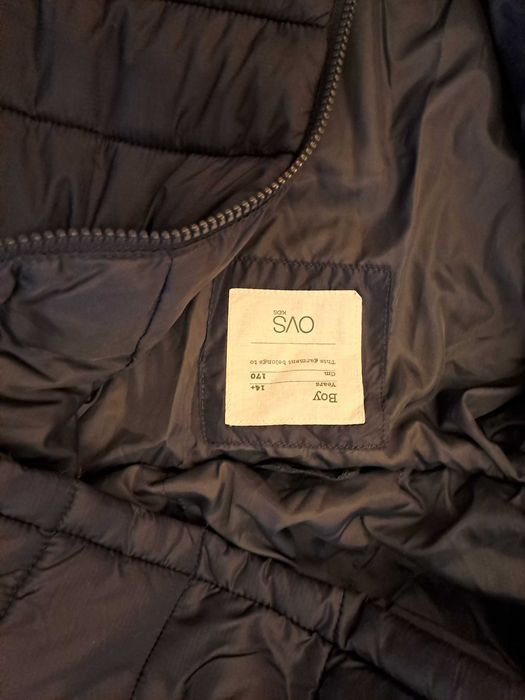 Boy
Years 14+
Cm 170
This garment belongs to
OVS
KIDS